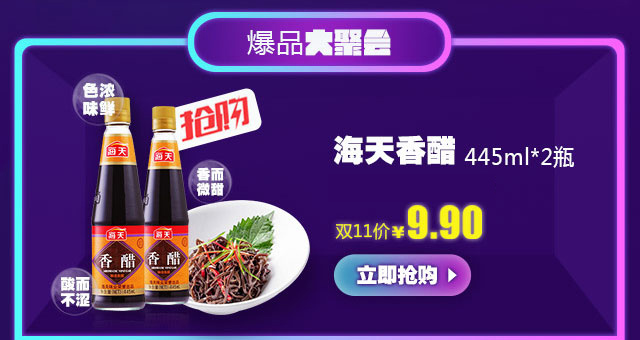 爆品大聚会
色浓
味鲜
抢购
海天香醋 445ml*2瓶
香而
微甜
双11价¥9.90
立即抢购
酸而
不涩
海天
香醋
海天
香醋